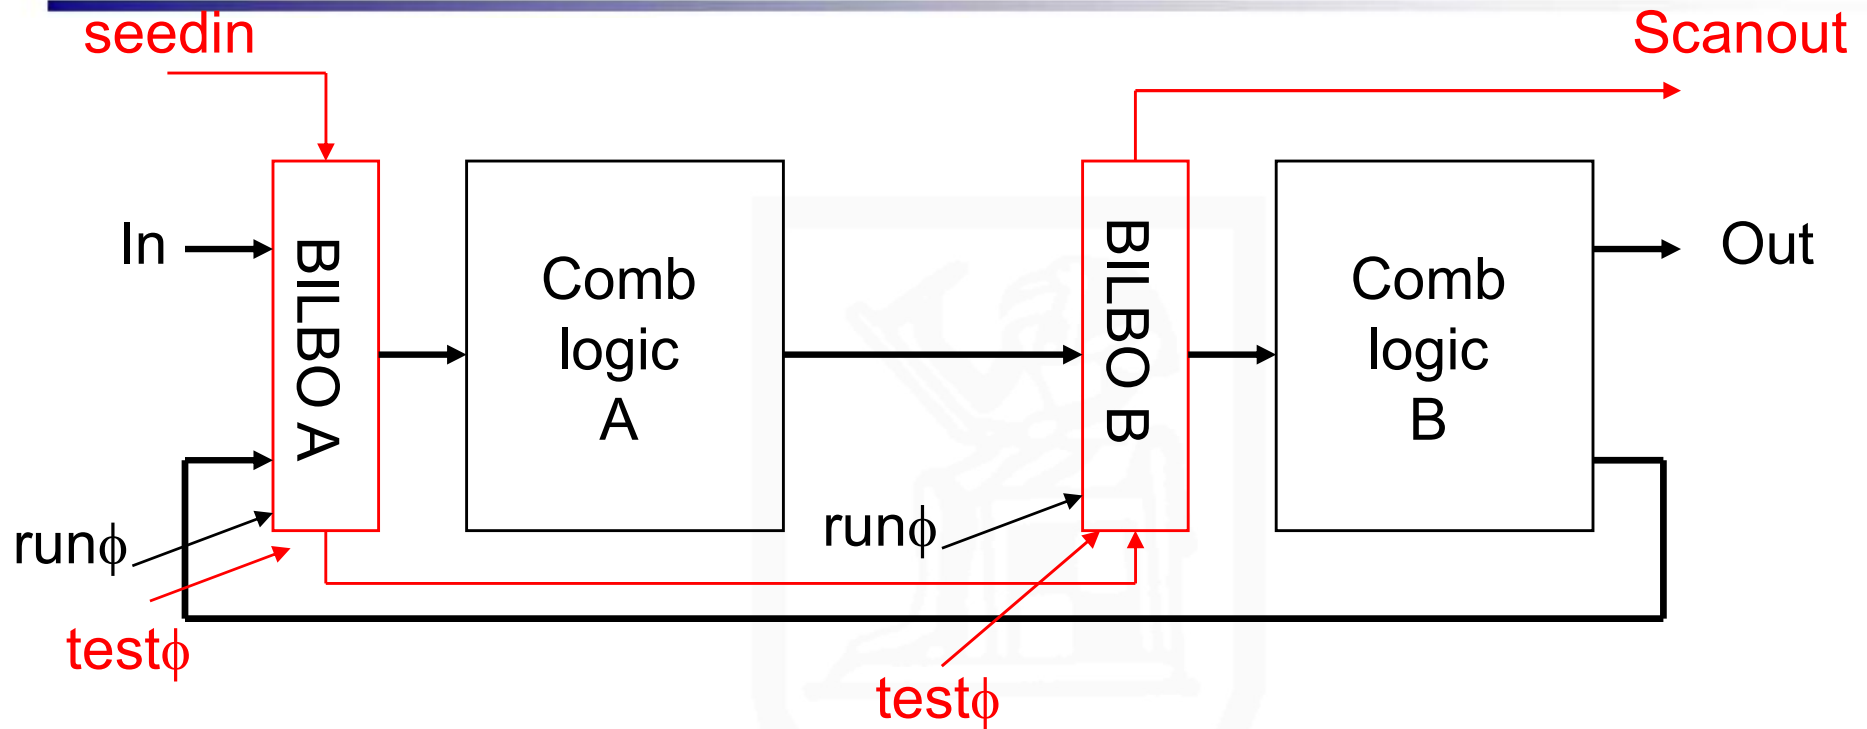 seedin
Scanout
In
BILBO A
Comb
logic
A
BILBO B
Comb
logic
B
Out
runϕ
runϕ
testϕ
testϕ